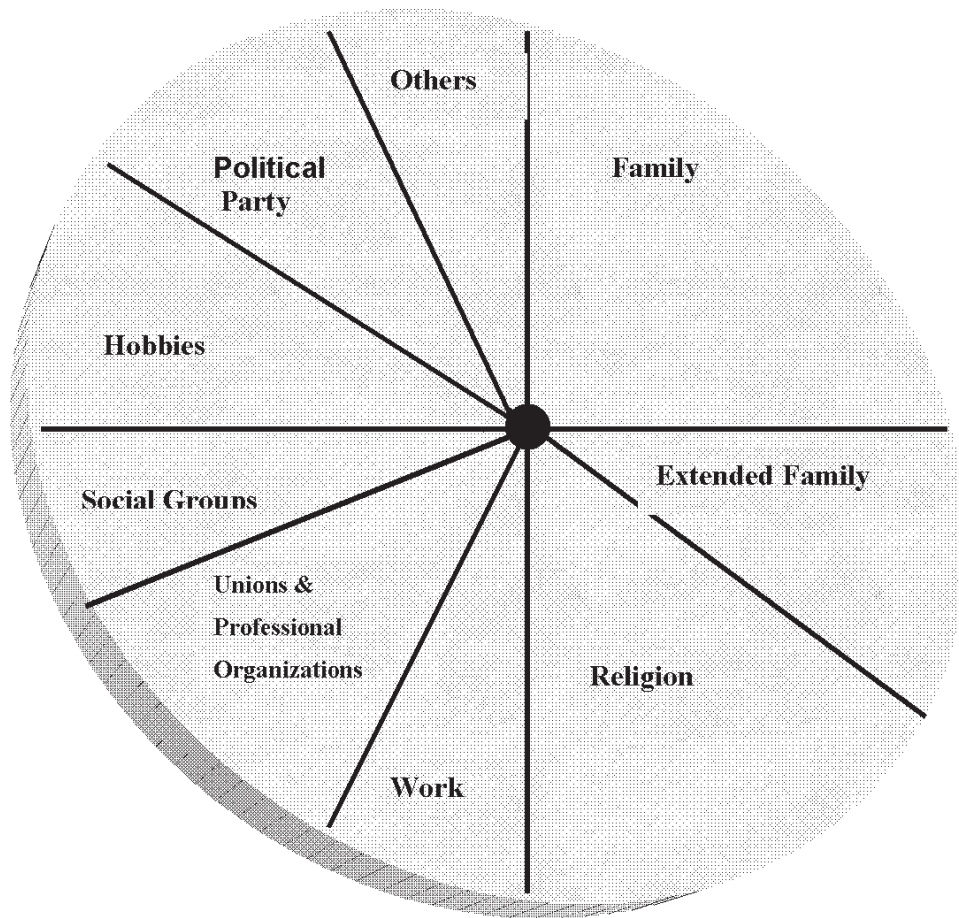 Others
Family
Political
Party
Hobbies
Extended Family
Social Grouns
Unions &
Professional
Organizations
Religion
Work